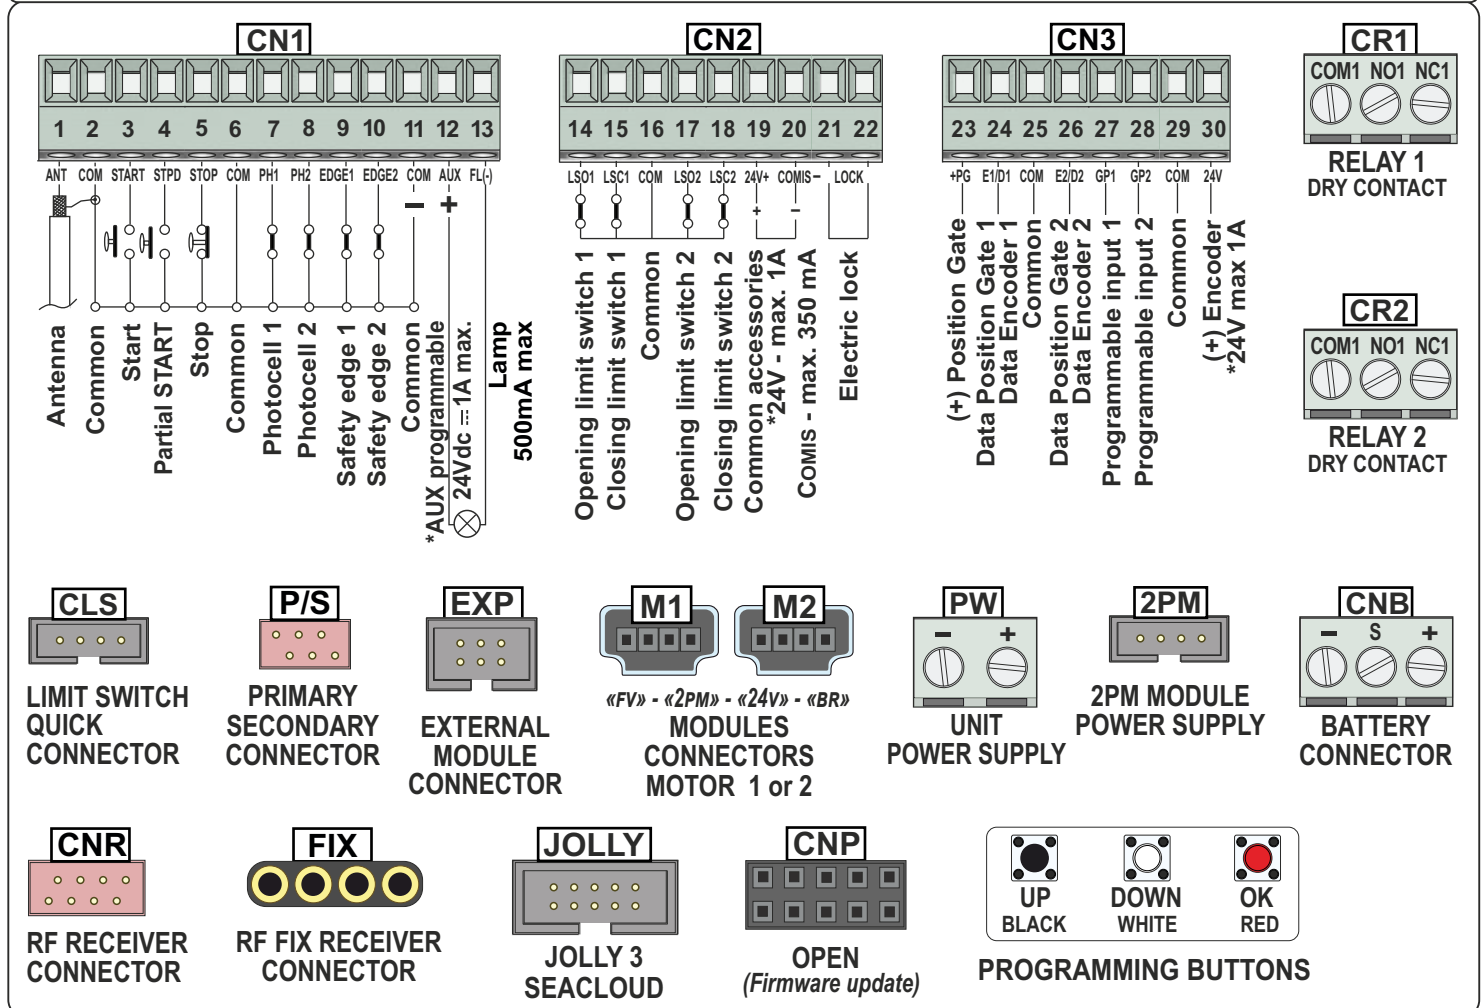 CN1
1 2 3 4 5 6 7 8 9 10 11 12 13
ANT COM START STPD STOP COM PH1 PH2 EDGE1 EDGE2 COM AUX FL(-)
− +
Antenna
Common
Start
Partial START
Stop
Common
Photocell 1
Photocell 2
Safety edge 1
Safety edge 2
Common
*AUX programmable
24Vdc ⎓ 1A max.
Lamp
500mA max
CN2
14 15 16 17 18 19 20 21 22
LSO1 LSC1 COM LSO2 LSC2 24V+ COMIS− LOCK
+ −
Opening limit switch 1
Closing limit switch 1
Common
Opening limit switch 2
Closing limit switch 2
Common accessories
*24V - max. 1A
COMIS - max. 350 mA
Electric lock
CN3
23 24 25 26 27 28 29 30
+PG E1/D1 COM E2/D2 GP1 GP2 COM 24V
(+) Position Gate
Data Position Gate 1
Data Encoder 1
Common
Data Position Gate 2
Data Encoder 2
Programmable input 1
Programmable input 2
Common
(+) Encoder
*24V max 1A
CR1
COM1 NO1 NC1
RELAY 1
DRY CONTACT
CR2
COM1 NO1 NC1
RELAY 2
DRY CONTACT
CLS
LIMIT SWITCH
QUICK
CONNECTOR
P/S
PRIMARY
SECONDARY
CONNECTOR
EXP
EXTERNAL
MODULE
CONNECTOR
M1 M2
«FV» - «2PM» - «24V» - «BR»
MODULES
CONNECTORS
MOTOR 1 or 2
PW
− +
UNIT
POWER SUPPLY
2PM
2PM MODULE
POWER SUPPLY
CNB
− S +
BATTERY
CONNECTOR
CNR
RF RECEIVER
CONNECTOR
FIX
RF FIX RECEIVER
CONNECTOR
JOLLY
JOLLY 3
SEACLOUD
CNP
OPEN
(Firmware update)
UP DOWN OK
BLACK WHITE RED
PROGRAMMING BUTTONS